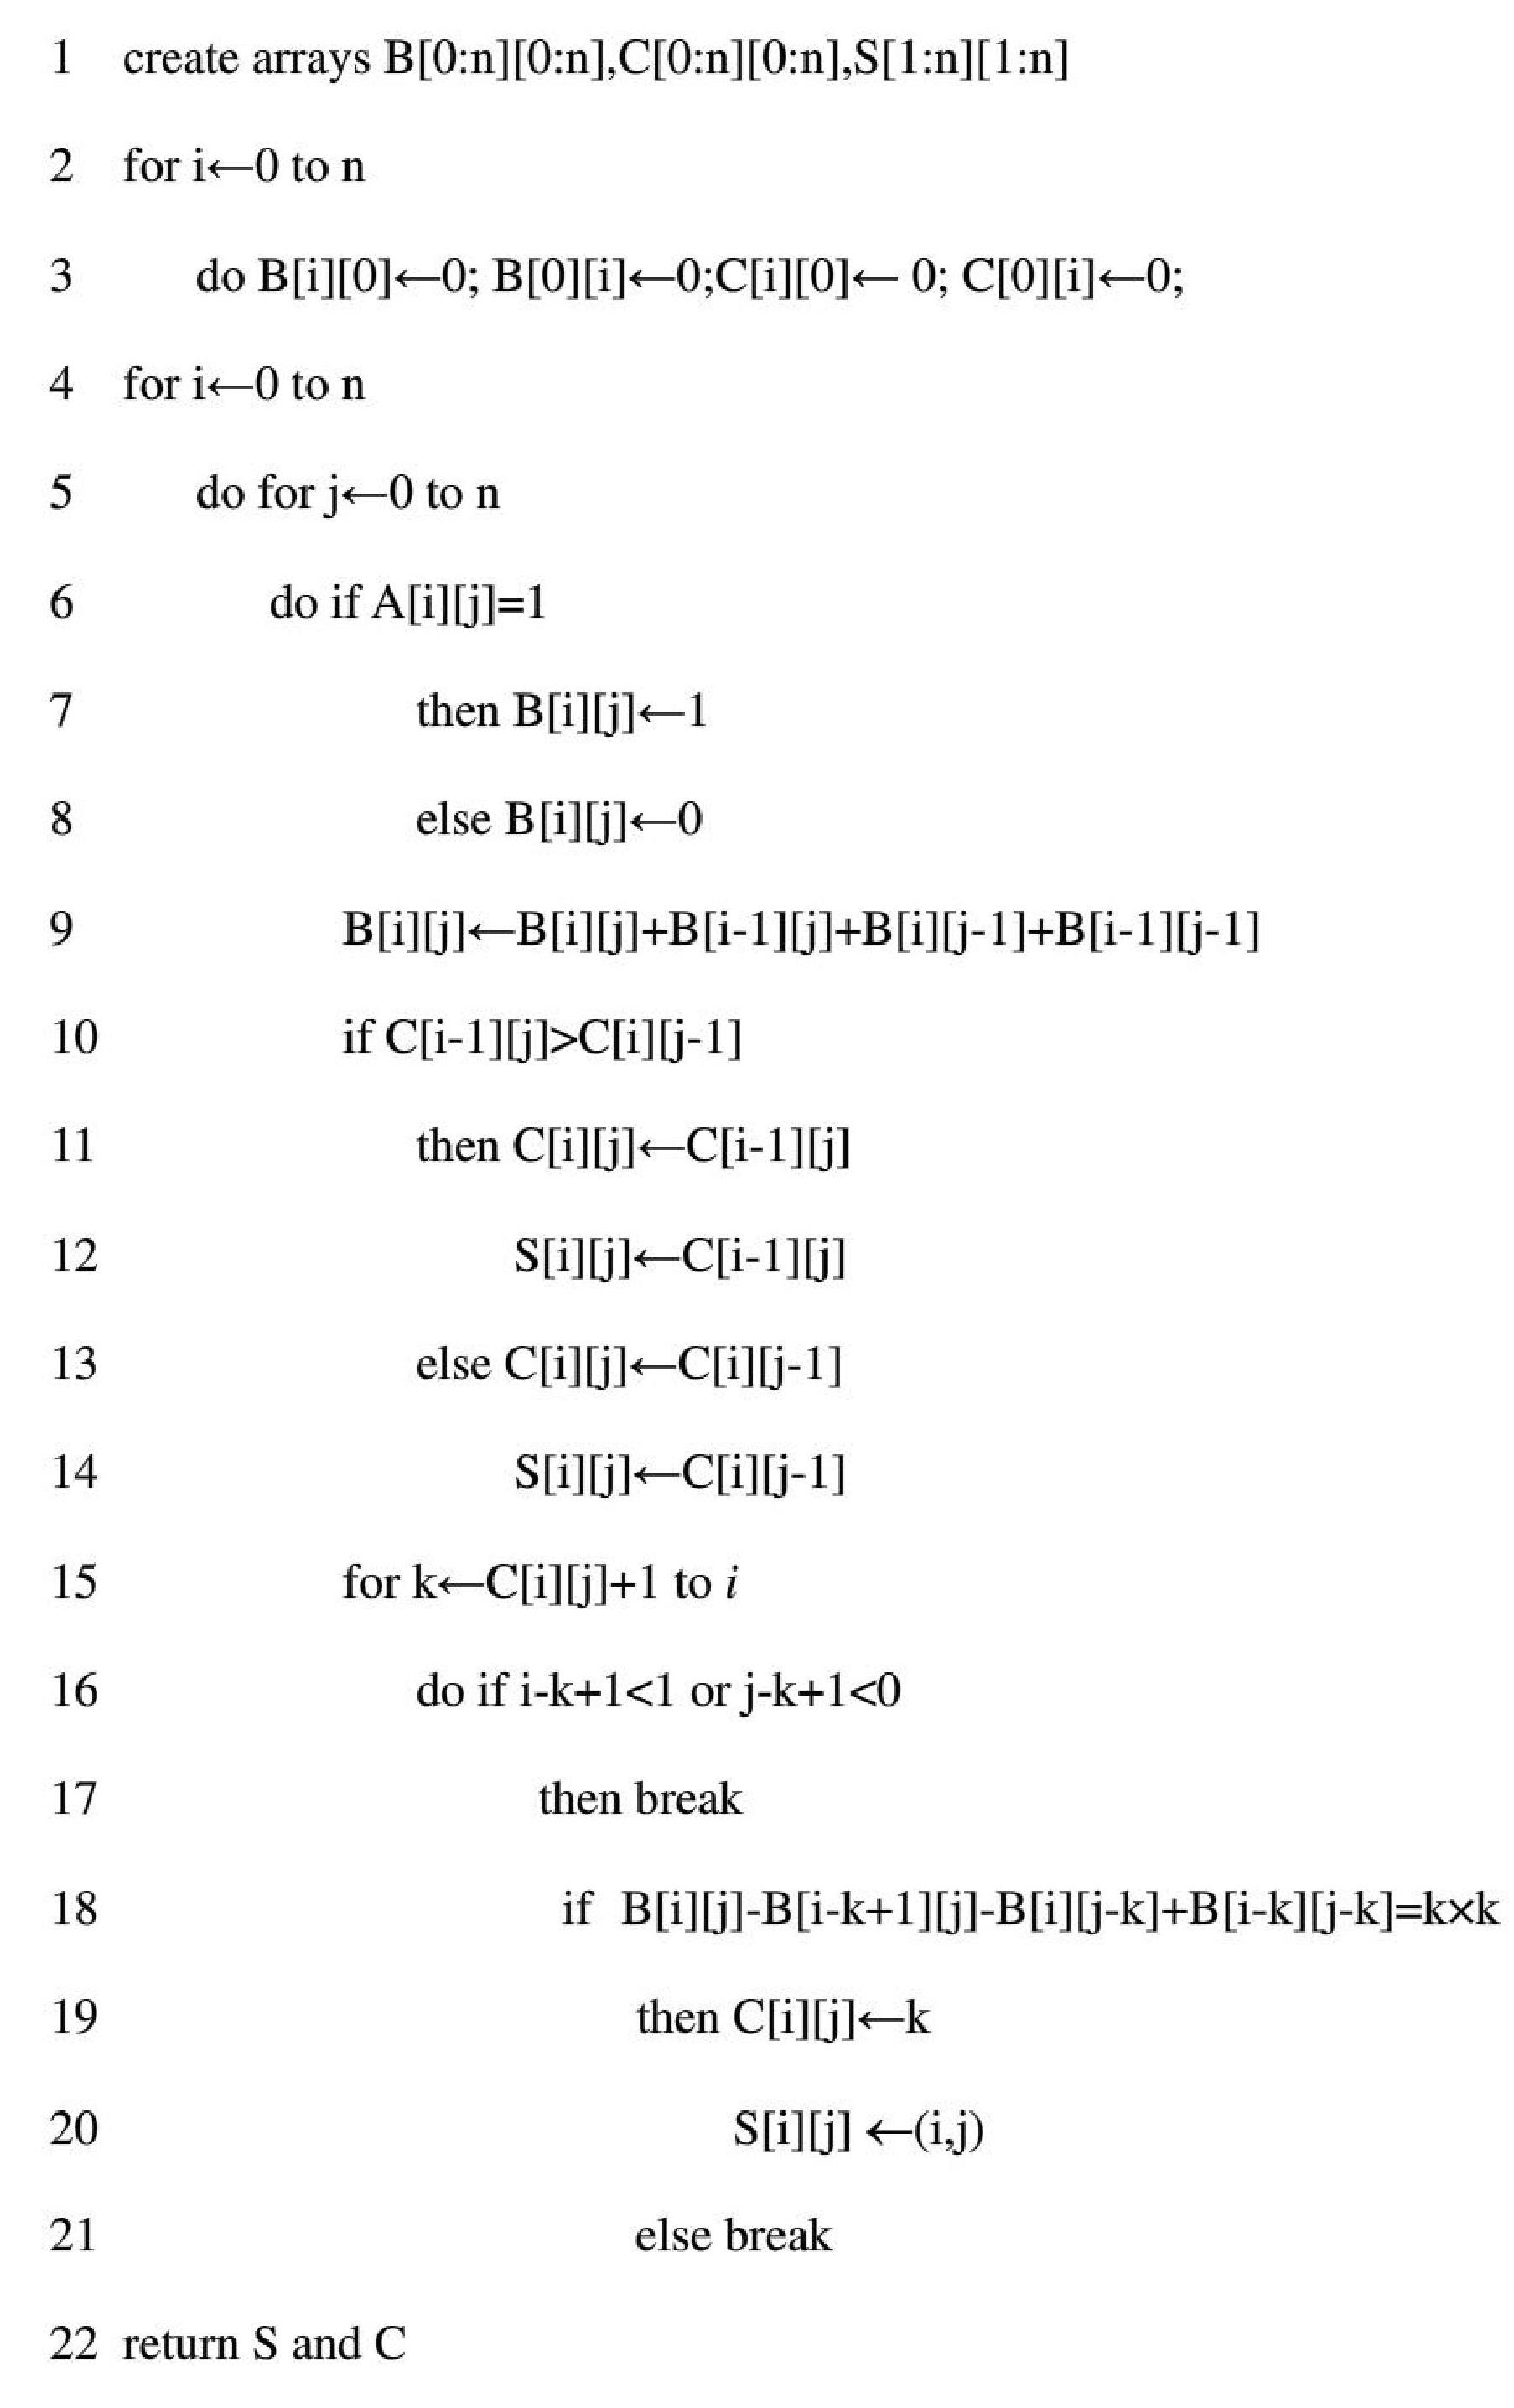 1 create arrays B[0:n][0:n],C[0:n][0:n],S[1:n][1:n]
2 for i←0 to n
3 do B[i][0]←0; B[0][i]←0;C[i][0]← 0; C[0][i]←0;
4 for i←0 to n
5 do for j←0 to n
6 do if A[i][j]=1
7 then B[i][j]←1
8 else B[i][j]←0
9 B[i][j]←B[i][j]+B[i-1][j]+B[i][j-1]+B[i-1][j-1]
10 if C[i-1][j]>C[i][j-1]
11 then C[i][j]←C[i-1][j]
12 S[i][j]←C[i-1][j]
13 else C[i][j]←C[i][j-1]
14 S[i][j]←C[i][j-1]
15 for k←C[i][j]+1 to i
16 do if i-k+1<1 or j-k+1<0
17 then break
18 if B[i][j]-B[i-k+1][j]-B[i][j-k]+B[i-k][j-k]=k×k
19 then C[i][j]←k
20 S[i][j] ←(i,j)
21 else break
22 return S and C